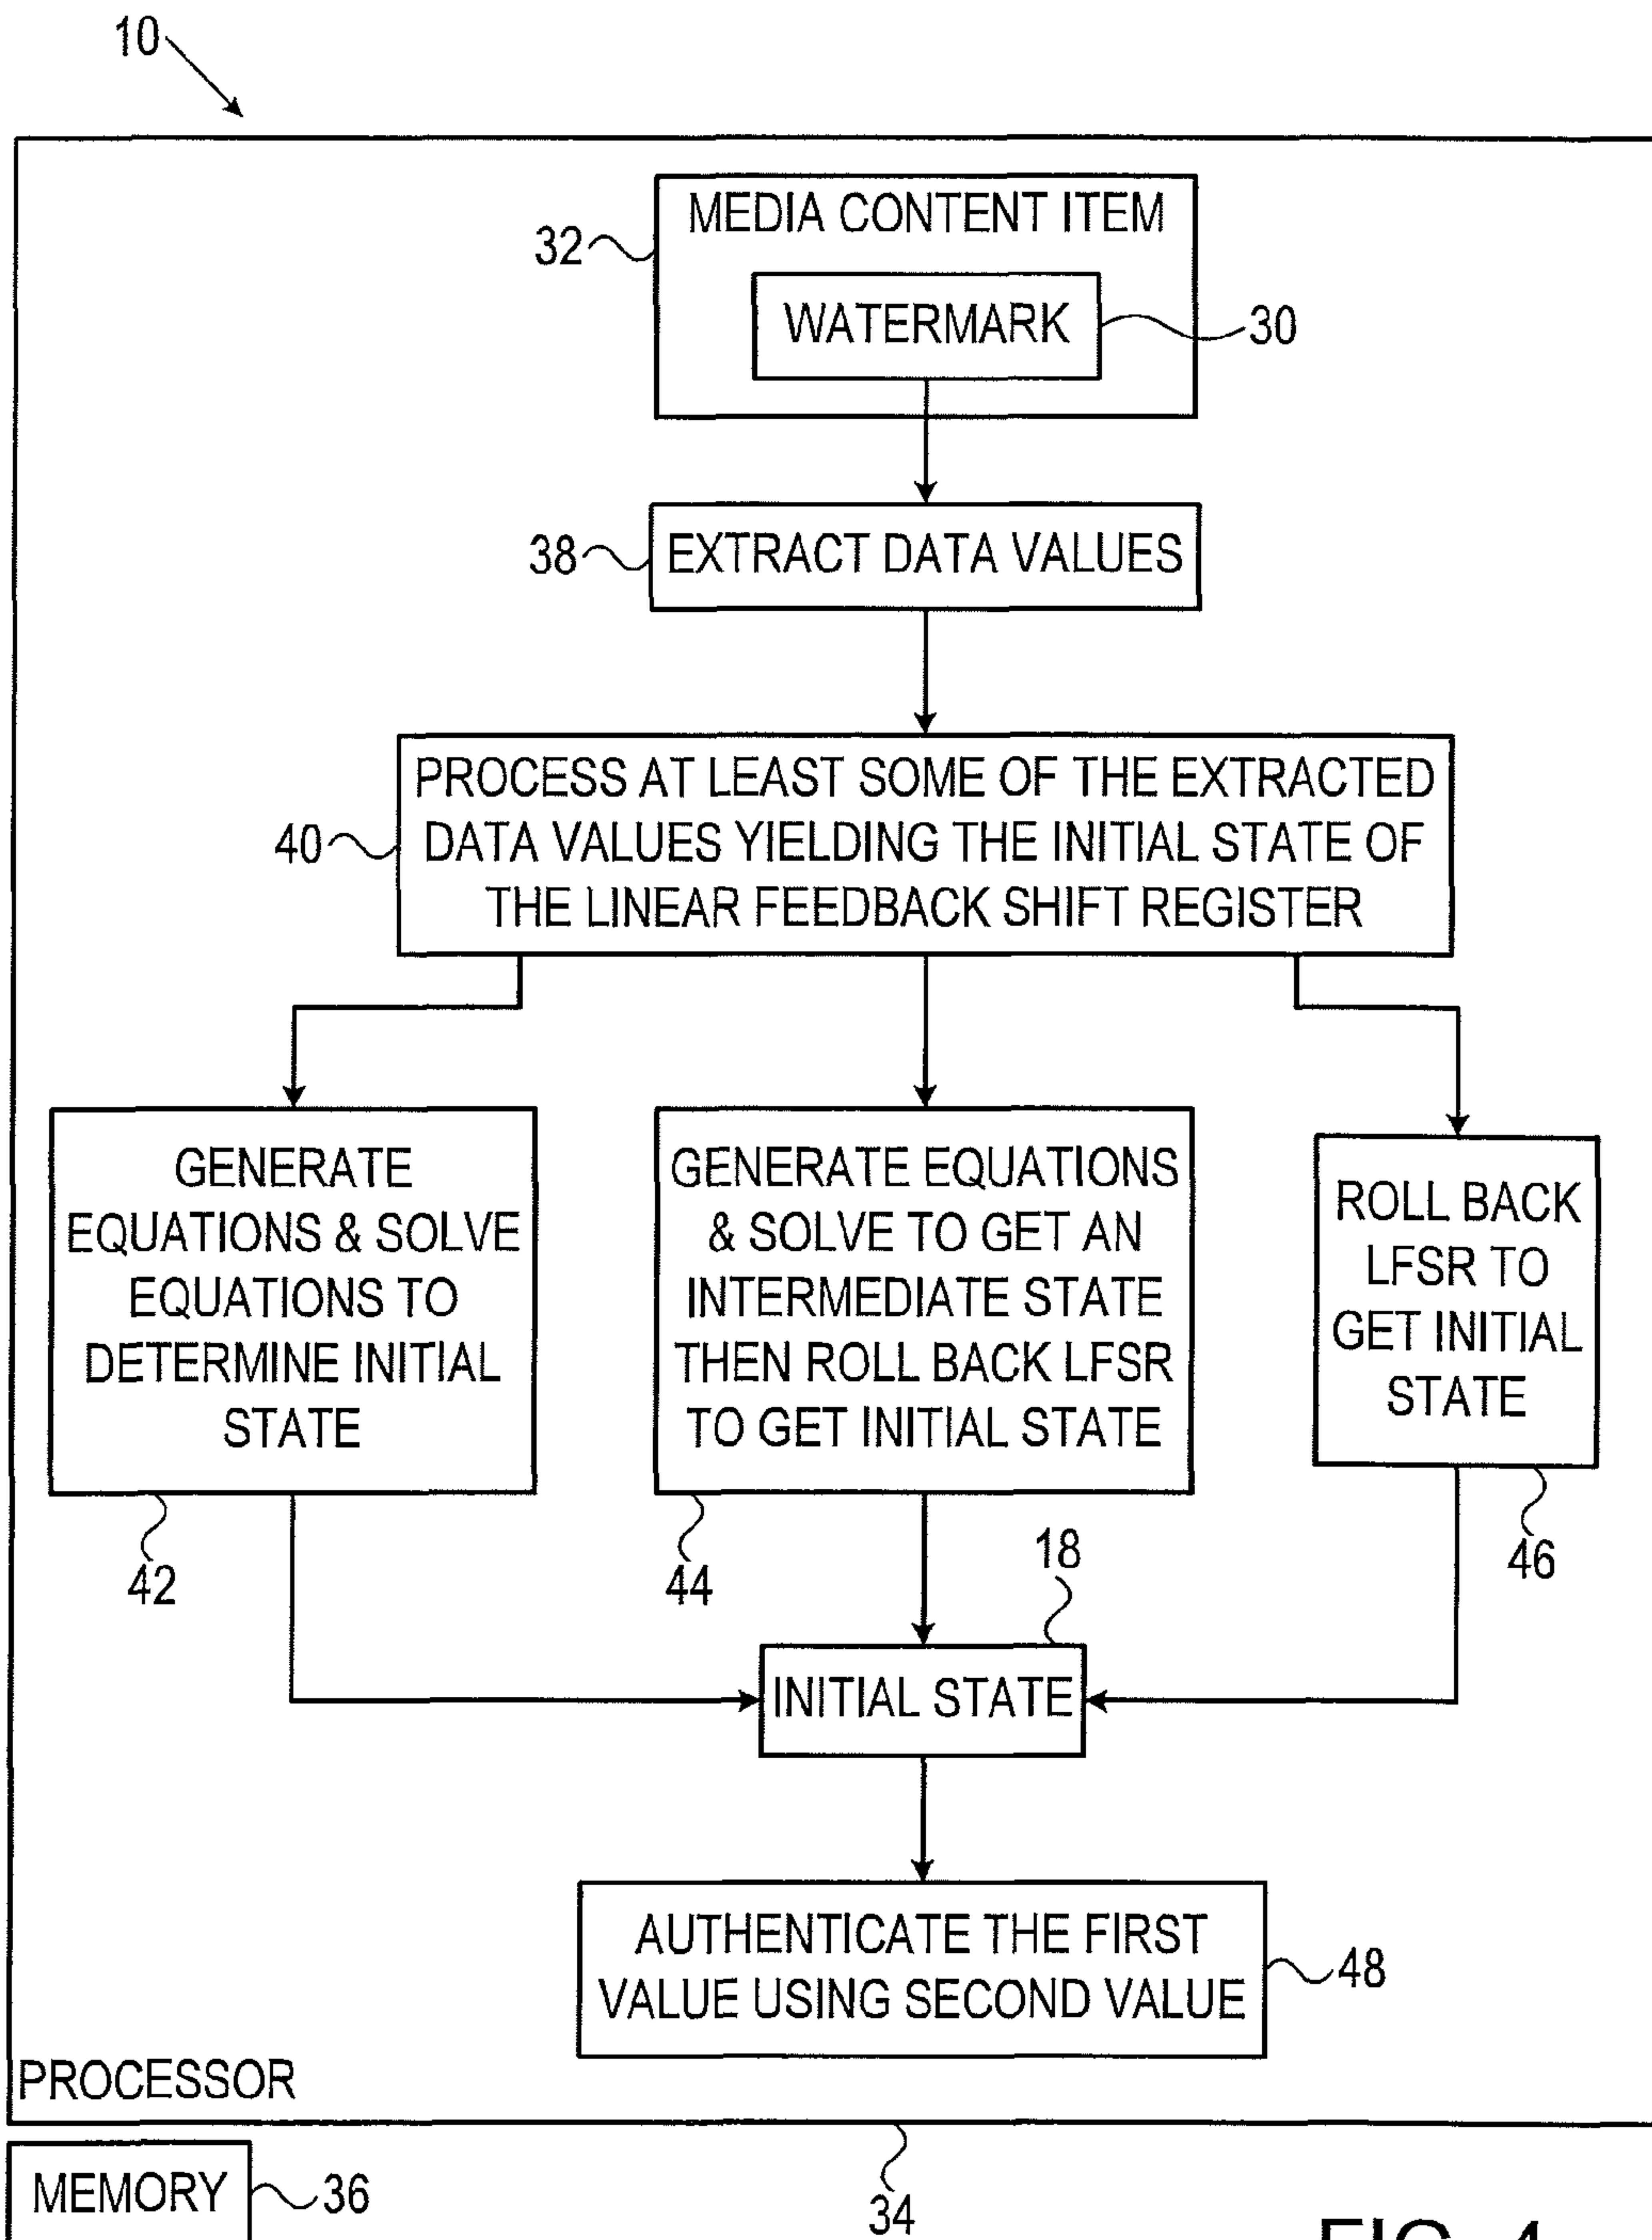 10
MEDIA CONTENT ITEM
32
WATERMARK
30
38
EXTRACT DATA VALUES
PROCESS AT LEAST SOME OF THE EXTRACTED
40
DATA VALUES YIELDING THE INITIAL STATE OF
THE LINEAR FEEDBACK SHIFT REGISTER
GENERATE
EQUATIONS & SOLVE
EQUATIONS TO
DETERMINE INITIAL
STATE
42
GENERATE EQUATIONS
& SOLVE TO GET AN
INTERMEDIATE STATE
THEN ROLL BACK LFSR
TO GET INITIAL STATE
44
ROLL BACK
LFSR TO
GET INITIAL
STATE
46
18
INITIAL STATE
AUTHENTICATE THE FIRST
VALUE USING SECOND VALUE
48
PROCESSOR
34
MEMORY
36